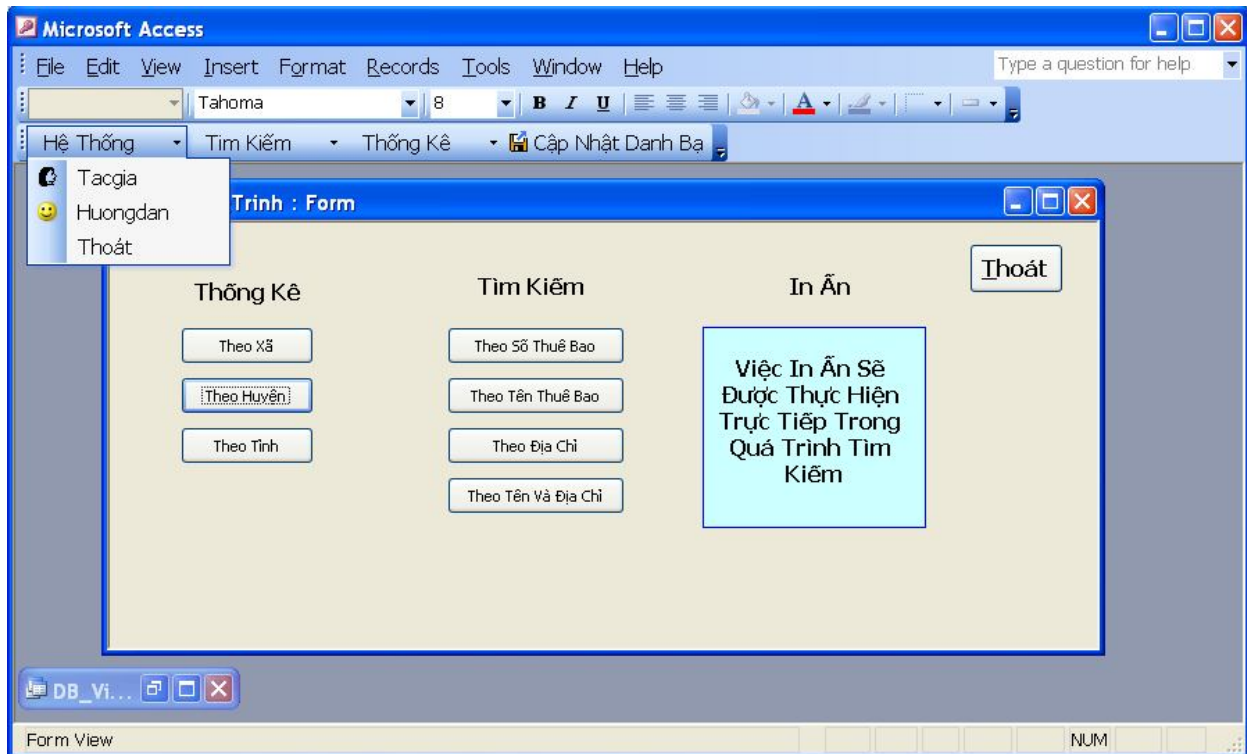 Microsoft Access
File Edit View Insert Format Records Tools Window Help Type a question for help
Tahoma 8 B I U A
Hệ Thống Tìm Kiếm Thống Kê Cập Nhật Danh Bạ
Tacgia
Huongdan
Thoát
Trinh : Form
Thoát
Thống Kê Tìm Kiếm In Ấn
Theo Xã Theo Số Thuê Bao
Theo Huyện Theo Tên Thuê Bao
Theo Tỉnh Theo Địa Chỉ
Theo Tên Và Địa Chỉ
Việc In Ấn Sẽ
Được Thực Hiện
Trực Tiếp Trong
Quá Trình Tìm
Kiếm
DB_Vi...
Form View NUM